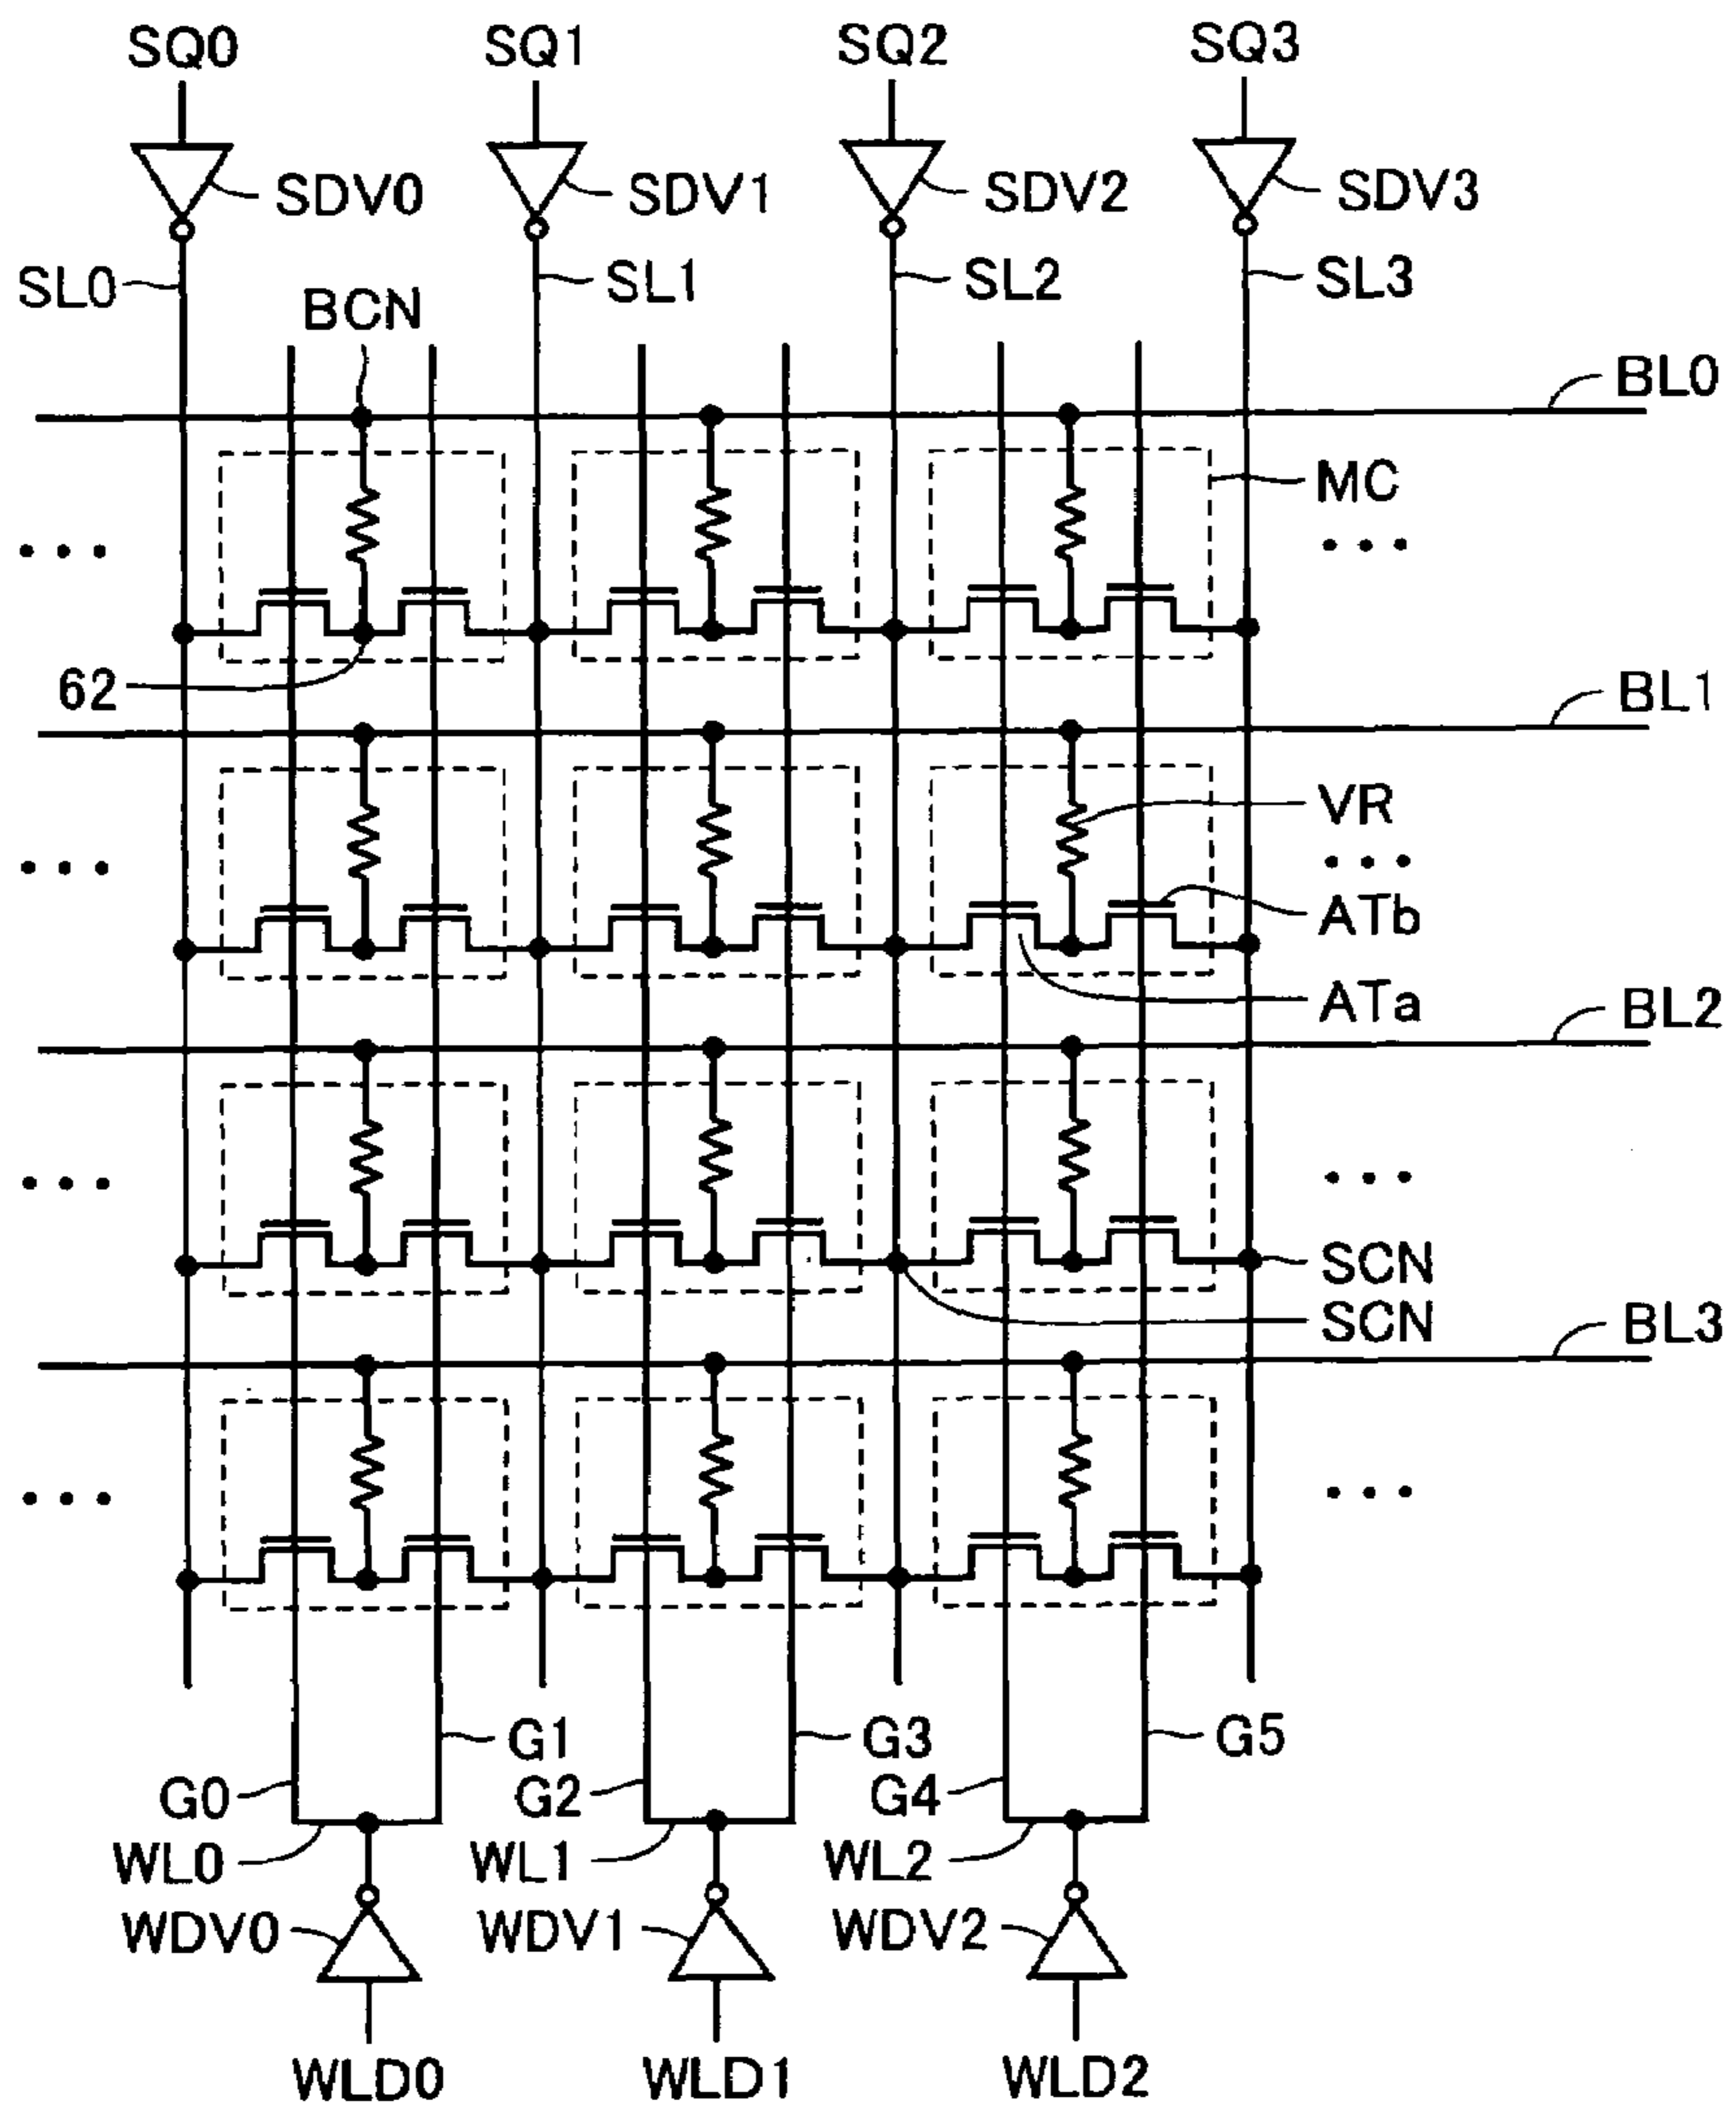 SQ0 SQ1 SQ2 SQ3
SDV0 SDV1 SDV2 SDV3
SL0 SL1 SL2 SL3
BCN
BL0
MC
...
...
62
BL1
VR
...
...
ATb
ATa
BL2
...
...
SCN
SCN
BL3
...
...
G1 G3 G5
G0 G2 G4
WL0 WL1 WL2
WDV0 WDV1 WDV2
WLD0 WLD1 WLD2